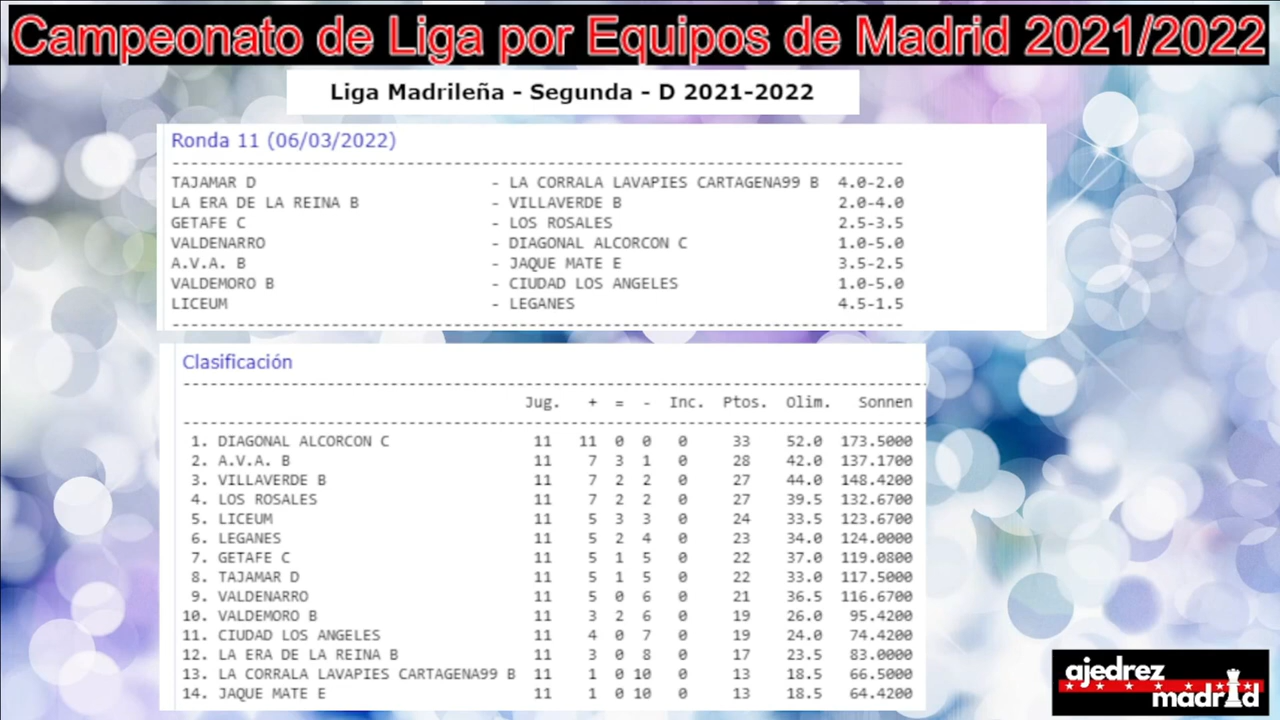 Campeonato de Liga por Equipos de Madrid 2021/2022
Liga Madrileña - Segunda - D 2021-2022
Ronda 11 (06/03/2022)
TAJAMAR D - LA CORRALA LAVAPIES CARTAGENA99 B 4.0-2.0
LA ERA DE LA REINA B - VILLAVERDE B 2.0-4.0
GETAFE C - LOS ROSALES 2.5-3.5
VALDENARRO - DIAGONAL ALCORCON C 1.0-5.0
A.V.A. B - JAQUE MATE E 3.5-2.5
VALDEMORO B - CIUDAD LOS ANGELES 1.0-5.0
LICEUM - LEGANES 4.5-1.5
Clasificación
Jug. + = - Inc. Ptos. Olim. Sonnen
1. DIAGONAL ALCORCON C 11 11 0 0 0 33 52.0 173.5000
2. A.V.A. B 11 7 3 1 0 28 42.0 137.1700
3. VILLAVERDE B 11 7 2 2 0 27 44.0 148.4200
4. LOS ROSALES 11 7 2 2 0 27 39.5 132.6700
5. LICEUM 11 5 3 3 0 24 33.5 123.6700
6. LEGANES 11 5 2 4 0 23 34.0 124.0000
7. GETAFE C 11 5 1 5 0 22 37.0 119.0800
8. TAJAMAR D 11 5 1 5 0 22 33.0 117.5000
9. VALDENARRO 11 5 0 6 0 21 36.5 116.6700
10. VALDEMORO B 11 3 2 6 0 19 26.0 95.4200
11. CIUDAD LOS ANGELES 11 4 0 7 0 19 24.0 74.4200
12. LA ERA DE LA REINA B 11 3 0 8 0 17 23.5 83.0000
13. LA CORRALA LAVAPIES CARTAGENA99 B 11 1 0 10 0 13 18.5 66.5000
14. JAQUE MATE E 11 1 0 10 0 13 18.5 64.4200
ajedrez
madrid